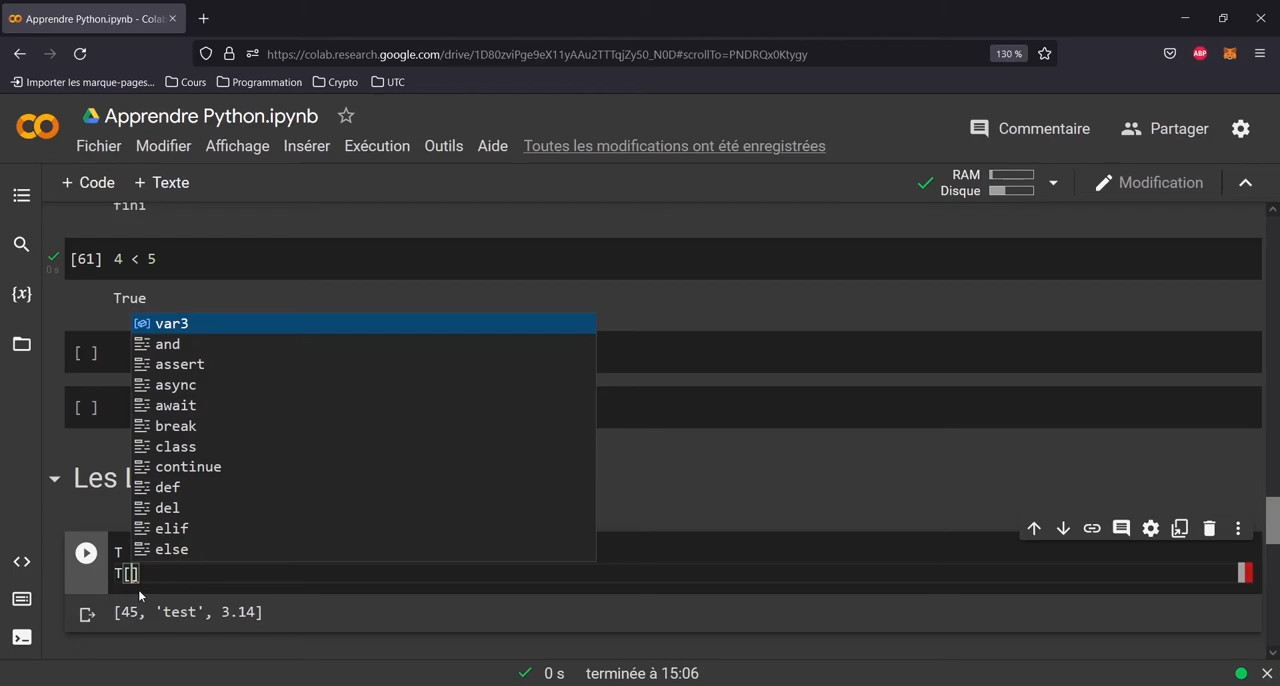 Apprendre Python.ipynb - Colab
https://colab.research.google.com/drive/1D80zviPge9eX11yAAu2TTTqjZy50_N0D#scrollTo=PNDRQx0Ktygy
130 %
ABP
Importer les marque-pages...
Cours
Programmation
Crypto
UTC
Apprendre Python.ipynb
Commentaire
Partager
Fichier
Modifier
Affichage
Insérer
Exécution
Outils
Aide
Toutes les modifications ont été enregistrées
+ Code
+ Texte
RAM
Disque
Modification
fini
[61] 4 < 5
0 s
True
var3
[ ]
and
assert
async
[ ]
await
break
class
continue
Les
def
del
elif
T
else
T[]
[45, 'test', 3.14]
0 s
terminée à 15:06